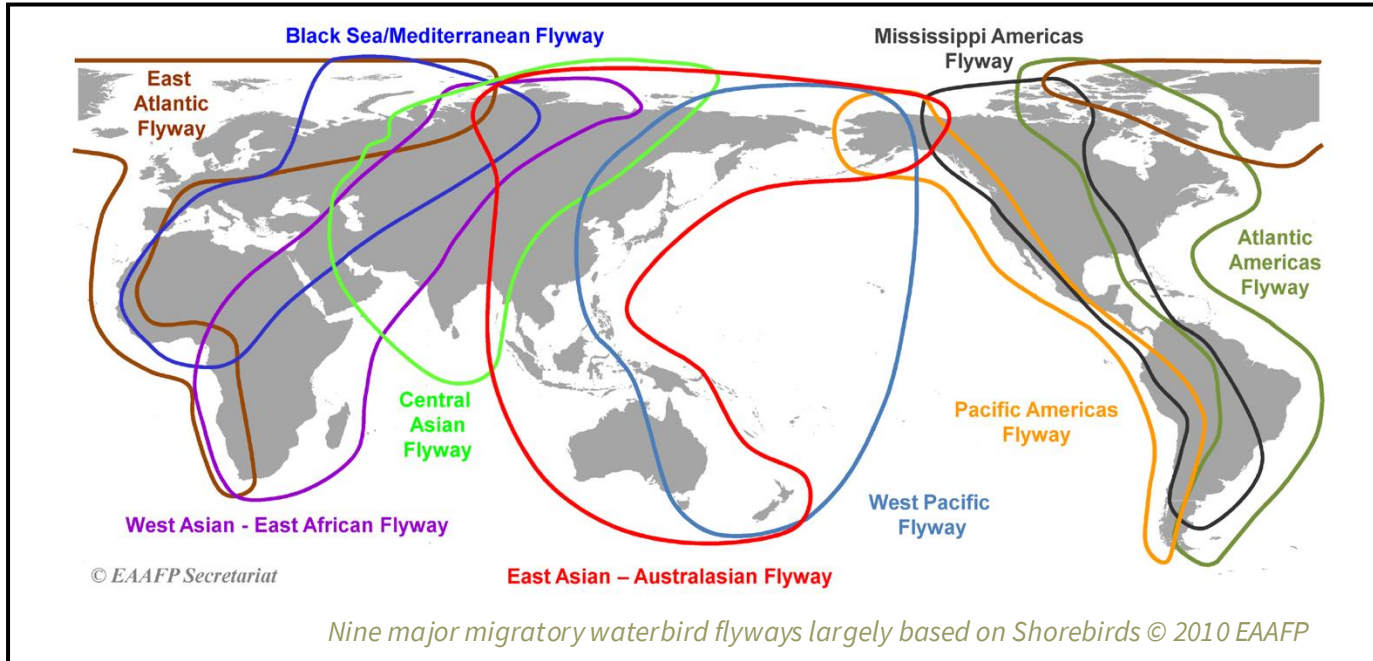 Black Sea/Mediterranean Flyway
Mississippi Americas
Flyway
East
Atlantic
Flyway
Atlantic
Americas
Flyway
Central
Asian
Flyway
Pacific Americas
Flyway
West Pacific
Flyway
West Asian - East African Flyway
East Asian – Australasian Flyway
© EAAFP Secretariat
Nine major migratory waterbird flyways largely based on Shorebirds © 2010 EAAFP